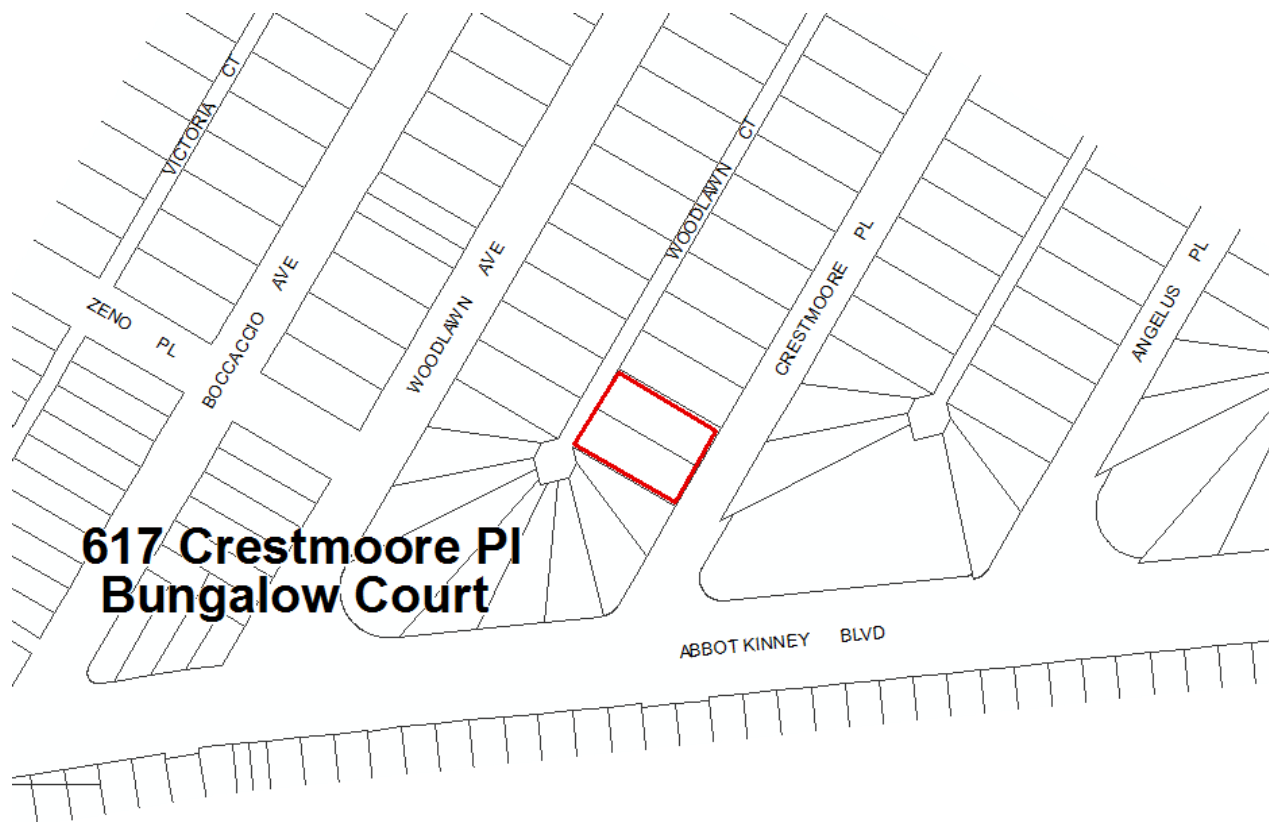 VICTORIA CT
WOODLAWN CT
ZENO PL
BOCCACCIO AVE
WOODLAWN AVE
CRESTMOORE PL
ANGELUS PL
617 Crestmoore Pl
Bungalow Court
ABBOT KINNEY BLVD